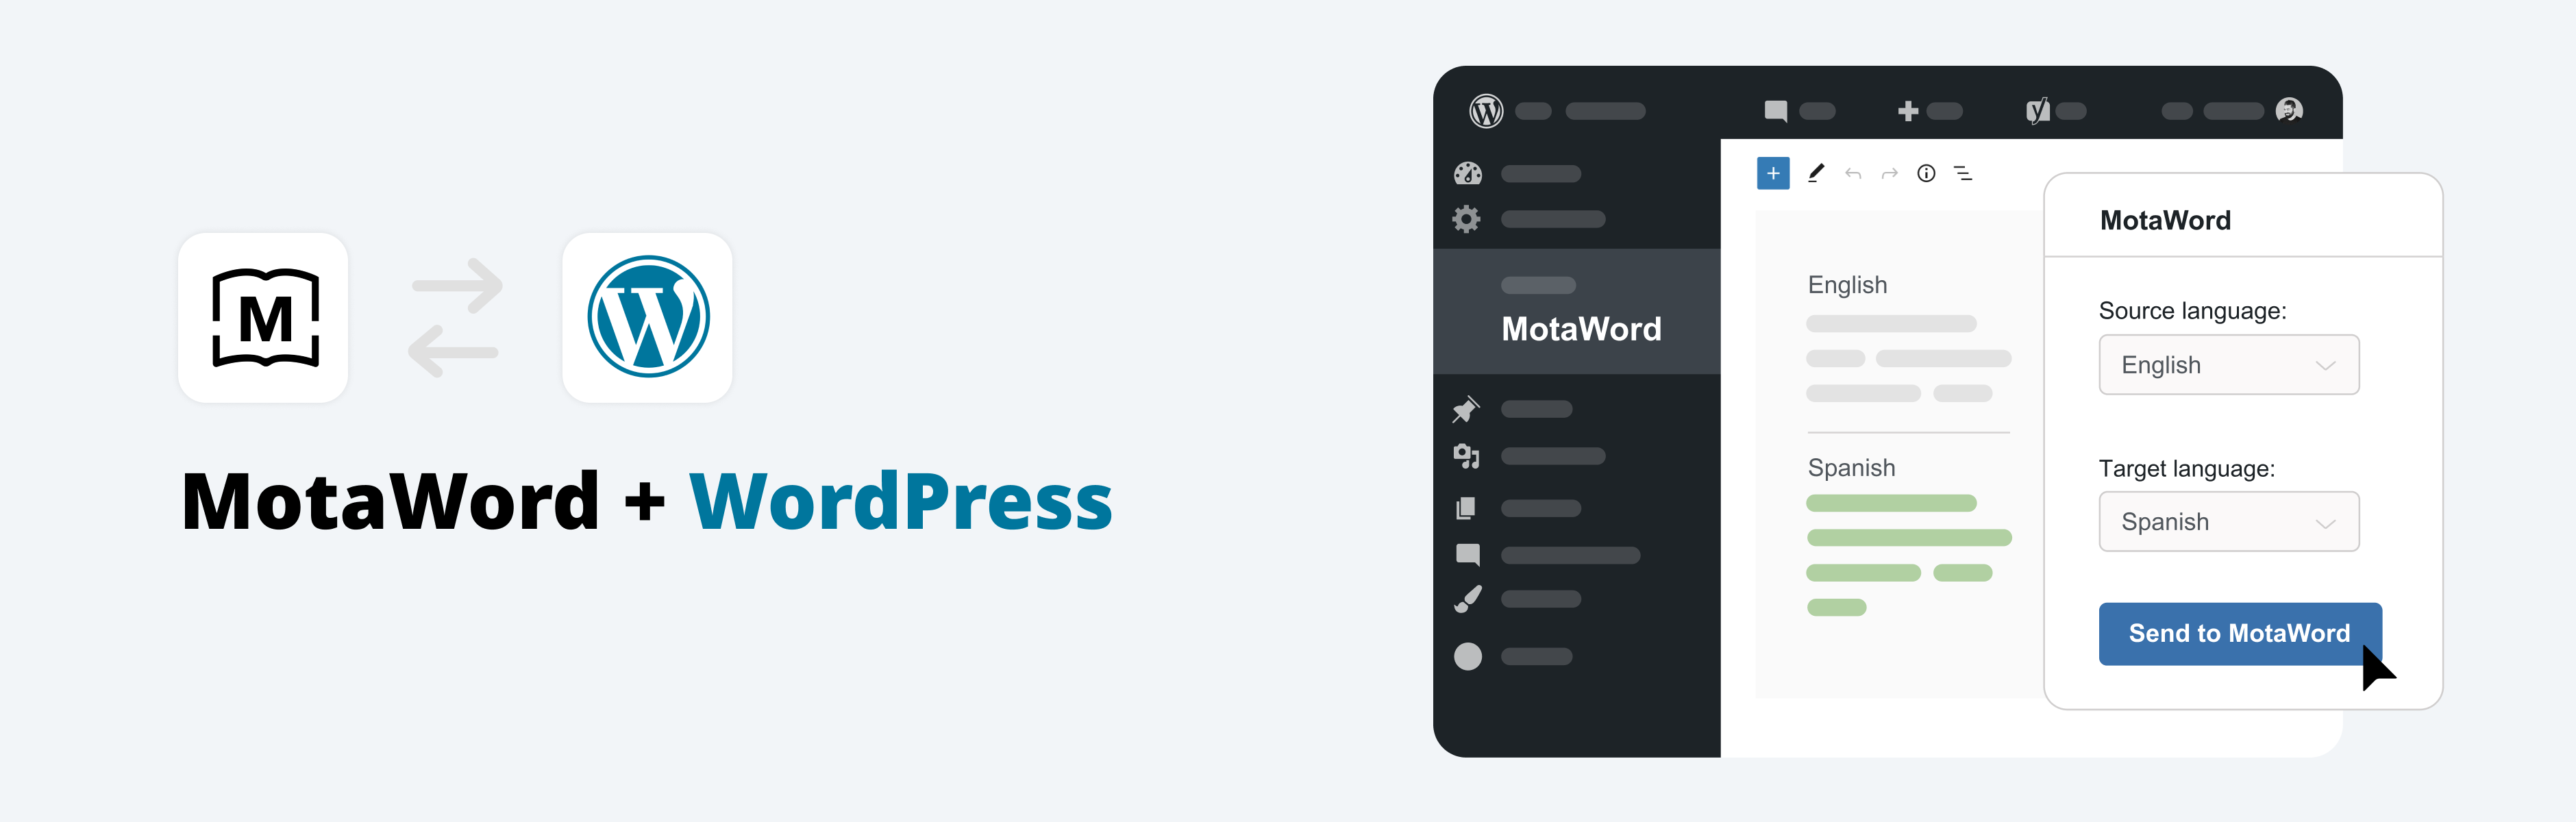 M
W
MotaWord + WordPress
W
y
MotaWord
English
Spanish
MotaWord
Source language:
English
Target language:
Spanish
Send to MotaWord